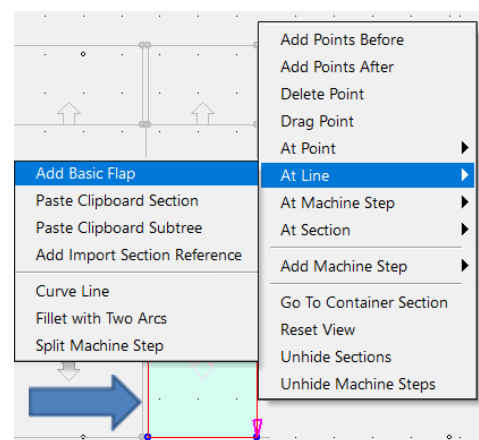 Add Points Before
Add Points After
Delete Point
Drag Point
At Point
At Line
At Machine Step
At Section
Add Machine Step
Go To Container Section
Reset View
Unhide Sections
Unhide Machine Steps
Add Basic Flap
Paste Clipboard Section
Paste Clipboard Subtree
Add Import Section Reference
Curve Line
Fillet with Two Arcs
Split Machine Step